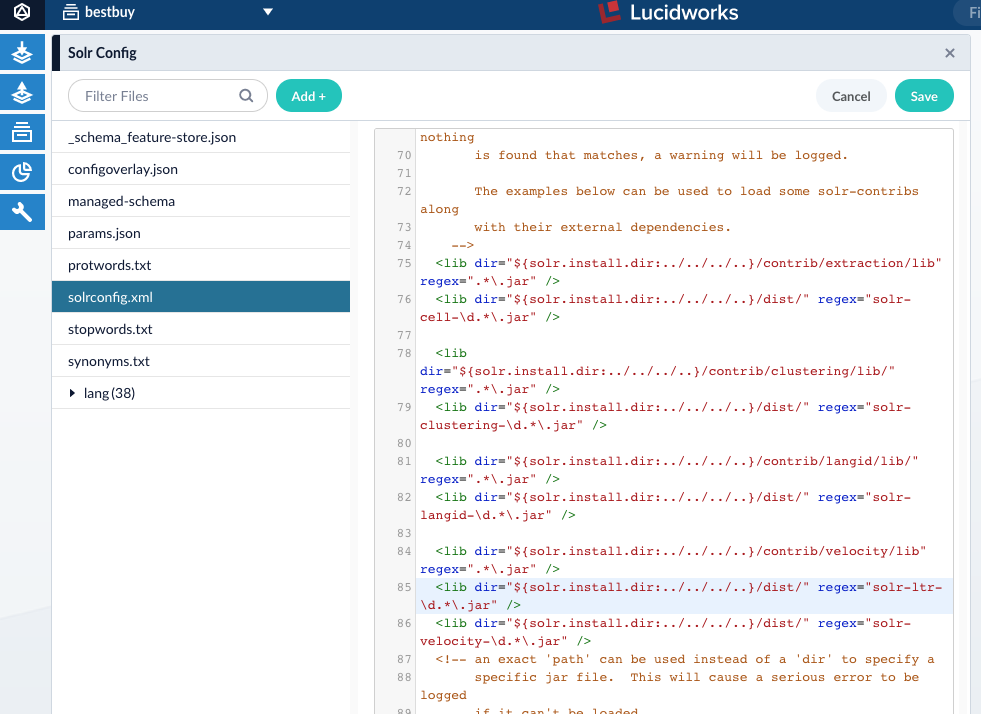 bestbuy
Lucidworks
Fi
Solr Config
Filter Files
Add +
Cancel
Save
_schema_feature-store.json
configoverlay.json
managed-schema
params.json
protwords.txt
solrconfig.xml
stopwords.txt
synonyms.txt
lang (38)
nothing
70 is found that matches, a warning will be logged.
71
72 The examples below can be used to load some solr-contribs
along
73 with their external dependencies.
74 -->
75 <lib dir="${solr.install.dir:../../../..}/contrib/extraction/lib"
regex=".*\.jar" />
76 <lib dir="${solr.install.dir:../../../..}/dist/" regex="solr-
cell-\d.*\.jar" />
77
78 <lib
dir="${solr.install.dir:../../../..}/contrib/clustering/lib/"
regex=".*\.jar" />
79 <lib dir="${solr.install.dir:../../../..}/dist/" regex="solr-
clustering-\d.*\.jar" />
80
81 <lib dir="${solr.install.dir:../../../..}/contrib/langid/lib/"
regex=".*\.jar" />
82 <lib dir="${solr.install.dir:../../../..}/dist/" regex="solr-
langid-\d.*\.jar" />
83
84 <lib dir="${solr.install.dir:../../../..}/contrib/velocity/lib"
regex=".*\.jar" />
85 <lib dir="${solr.install.dir:../../../..}/dist/" regex="solr-ltr-
\d.*\.jar" />
86 <lib dir="${solr.install.dir:../../../..}/dist/" regex="solr-
velocity-\d.*\.jar" />
87 <!-- an exact 'path' can be used instead of a 'dir' to specify a
88 specific jar file.  This will cause a serious error to be
logged
89 if it can't be loaded.